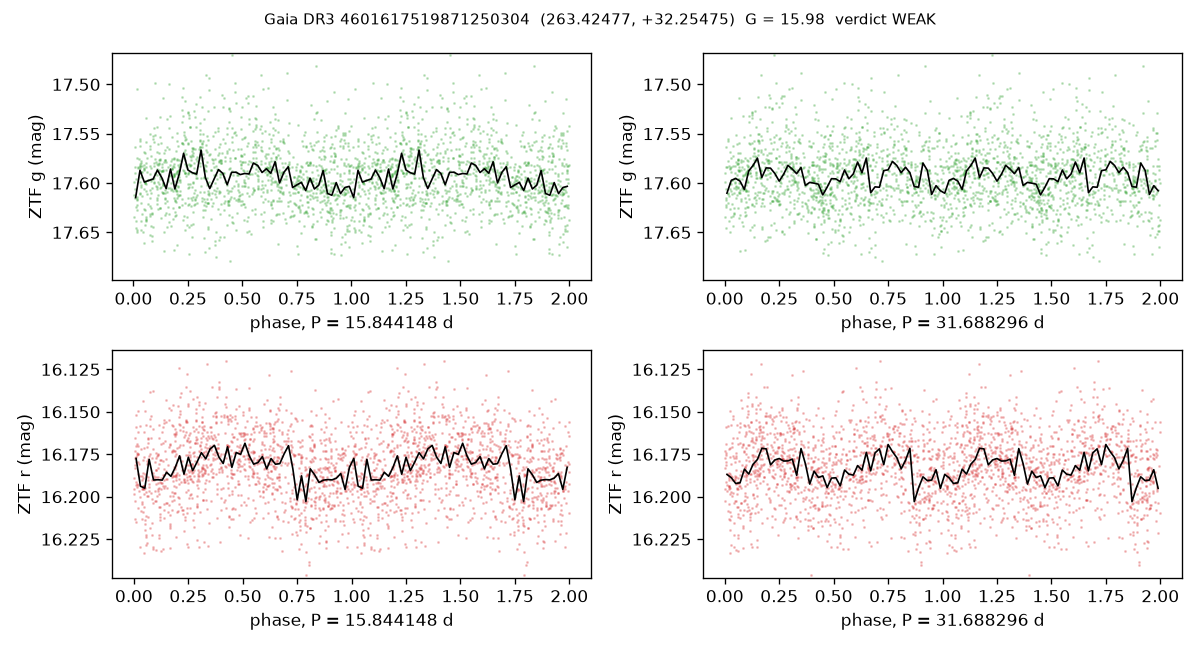 Gaia DR3 4601617519871250304  (263.42477, +32.25475)  G = 15.98  verdict WEAK
ZTF g (mag)
17.50
17.55
17.60
17.65
0.00 0.25 0.50 0.75 1.00 1.25 1.50 1.75 2.00
phase, P = 15.844148 d
ZTF g (mag)
17.50
17.55
17.60
17.65
0.00 0.25 0.50 0.75 1.00 1.25 1.50 1.75 2.00
phase, P = 31.688296 d
ZTF r (mag)
16.125
16.150
16.175
16.200
16.225
0.00 0.25 0.50 0.75 1.00 1.25 1.50 1.75 2.00
phase, P = 15.844148 d
ZTF r (mag)
16.125
16.150
16.175
16.200
16.225
0.00 0.25 0.50 0.75 1.00 1.25 1.50 1.75 2.00
phase, P = 31.688296 d